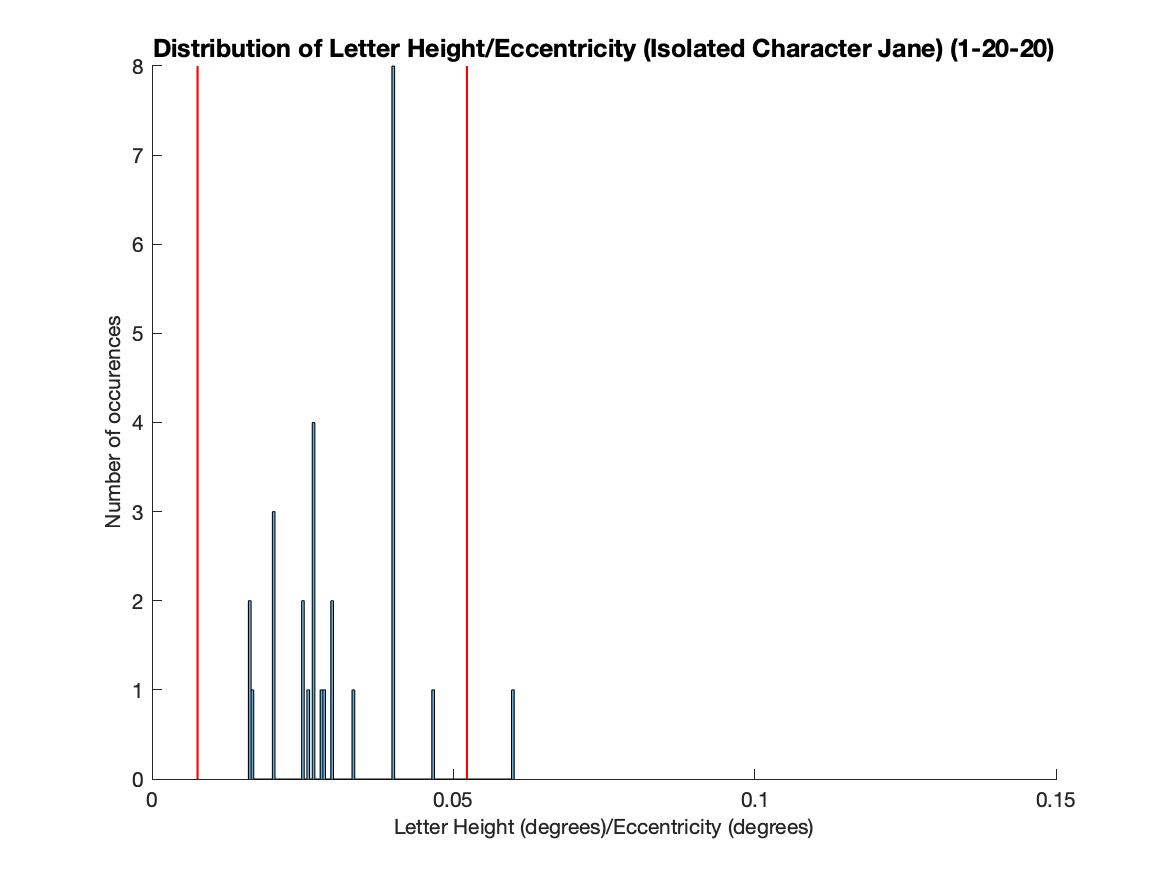 Distribution of Letter Height/Eccentricity (Isolated Character Jane) (1-20-20)
8
7
6
5
4
3
2
1
0
Number of occurences
0 0.05 0.1 0.15
Letter Height (degrees)/Eccentricity (degrees)